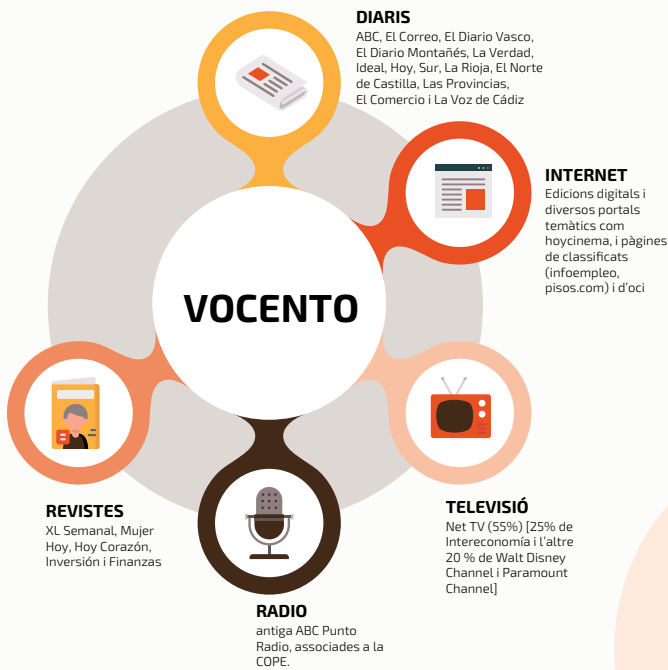 DIARIS
ABC, El Correo, El Diario Vasco,
El Diario Montañés, La Verdad,
Ideal, Hoy, Sur, La Rioja, El Norte
de Castilla, Las Provincias,
El Comercio i La Voz de Cádiz
INTERNET
Edicions digitals i
diversos portals
temàtics com
hoycinema, i pàgines
de classificats
(infoempleo,
pisos.com) i d'oci
VOCENTO
REVISTES
XL Semanal, Mujer
Hoy, Hoy Corazón,
Inversión i Finanzas
TELEVISIÓ
Net TV (55%) [25% de
Intereconomía i l'altre
20 % de Walt Disney
Channel i Paramount
Channel]
RADIO
antiga ABC Punto
Radio, associades a la
COPE.